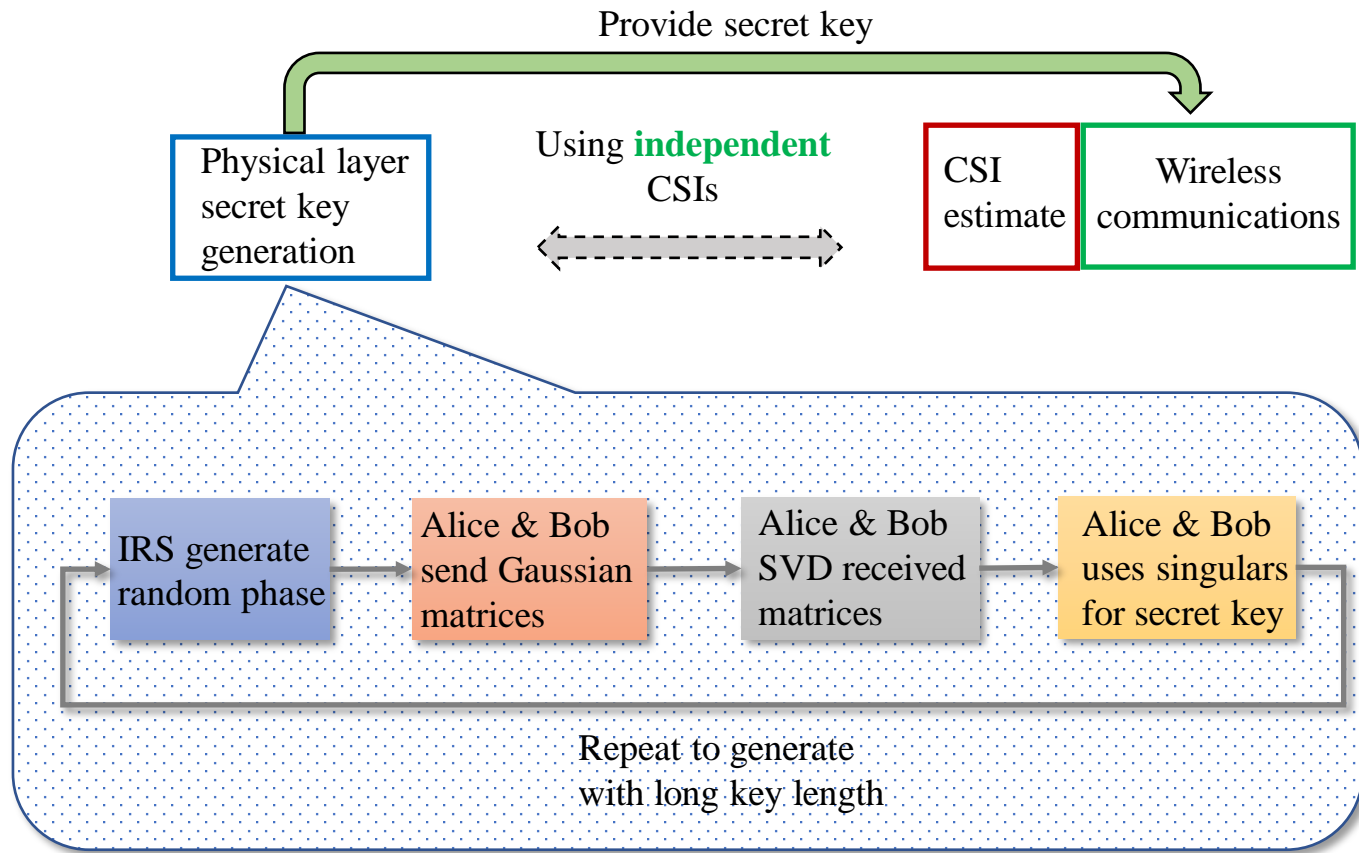 Provide secret key
Physical layer
secret key
generation
Using independent
CSIs
CSI
estimate
Wireless
communications
IRS generate
random phase
Alice & Bob
send Gaussian
matrices
Alice & Bob
SVD received
matrices
Alice & Bob
uses singulars
for secret key
Repeat to generate
with long key length